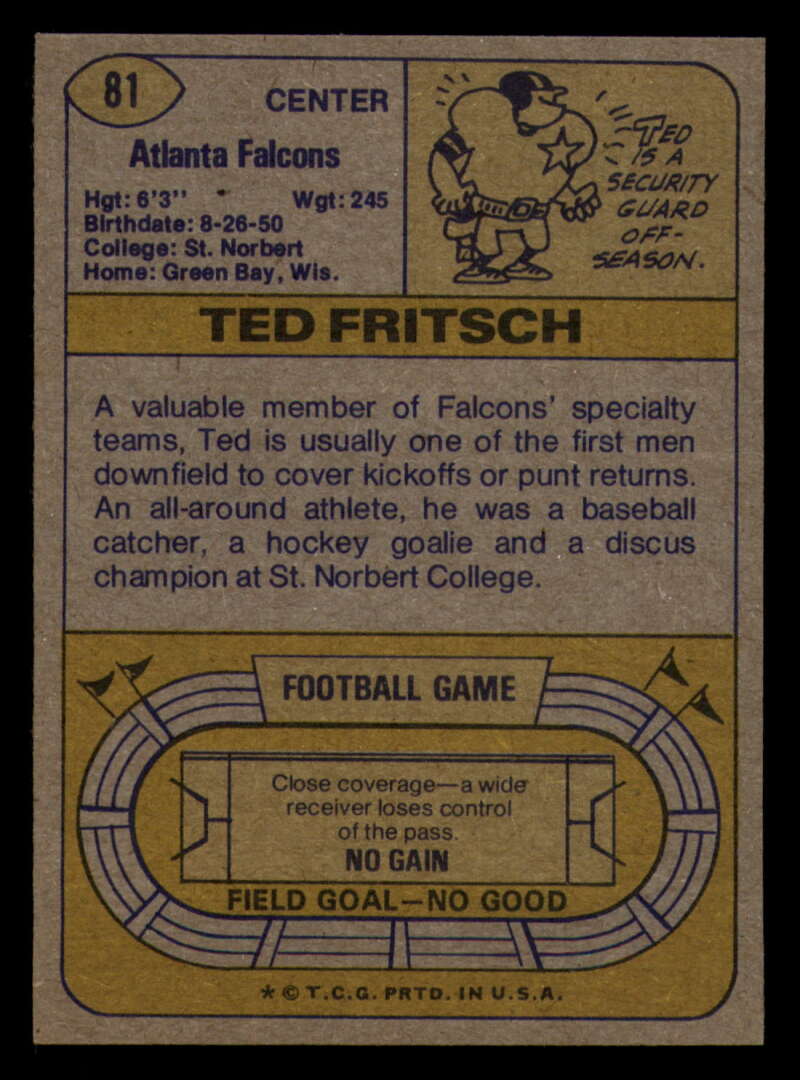 81
CENTER
Atlanta Falcons
Hgt: 6'3" Wgt: 245
Birthdate: 8-26-50
College: St. Norbert
Home: Green Bay, Wis.
TED
IS A
SECURITY
GUARD
OFF-
SEASON.
TED FRITSCH
A valuable member of Falcons' specialty
teams, Ted is usually one of the first men
downfield to cover kickoffs or punt returns.
An all-around athlete, he was a baseball
catcher, a hockey goalie and a discus
champion at St. Norbert College.
FOOTBALL GAME
Close coverage—a wide
receiver loses control
of the pass.
NO GAIN
FIELD GOAL—NO GOOD
* © T.C.G. PRTD. IN U.S.A.